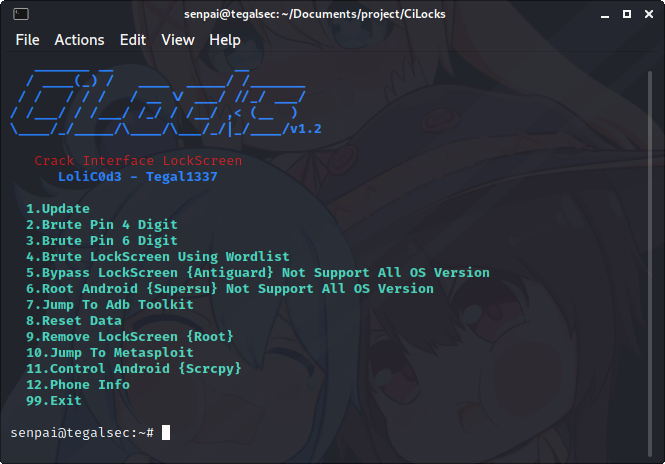 senpai@tegalsec: ~/Documents/project/CiLocks
File Actions Edit View Help
CiLocks
v1.2
Crack Interface LockScreen
LoliC0d3 – Tegal1337
1.Update
2.Brute Pin 4 Digit
3.Brute Pin 6 Digit
4.Brute LockScreen Using Wordlist
5.Bypass LockScreen {Antiguard} Not Support All OS Version
6.Root Android {Supersu} Not Support All OS Version
7.Jump To Adb Toolkit
8.Reset Data
9.Remove LockScreen {Root}
10.Jump To Metasploit
11.Control Android {Scrcpy}
12.Phone Info
99.Exit
senpai@tegalsec:~#